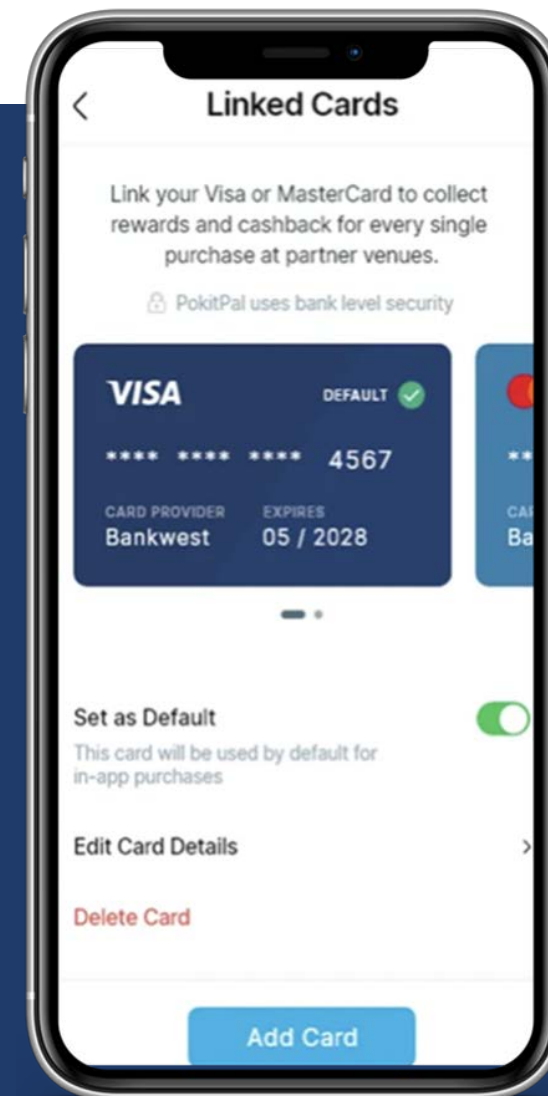 Linked Cards
Link your Visa or MasterCard to collect
rewards and cashback for every single
purchase at partner venues.
PokitPal uses bank level security
VISA DEFAULT
**** **** **** 4567
**
CARD PROVIDER EXPIRES
CAR
Bankwest 05 / 2028
Ba
Set as Default
This card will be used by default for
in-app purchases
Edit Card Details
Delete Card
Add Card